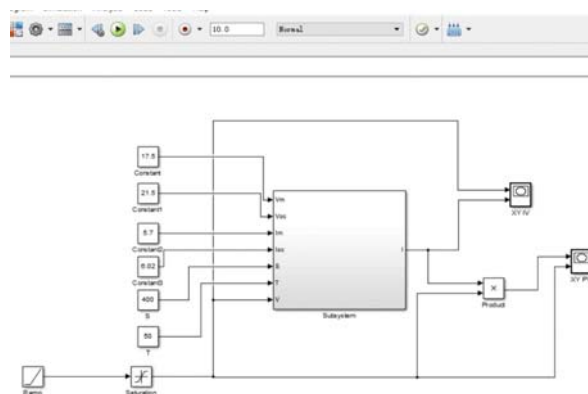 10.0
Normal
17.5
Constant
21.5
Constant1
5.7
Constant2
6.02
Constant3
400
S
50
T
Vm
Voc
Im
Isc
S
T
V
I
Subsystem
XY IV
×
Product
XY P
Ramp
Saturation